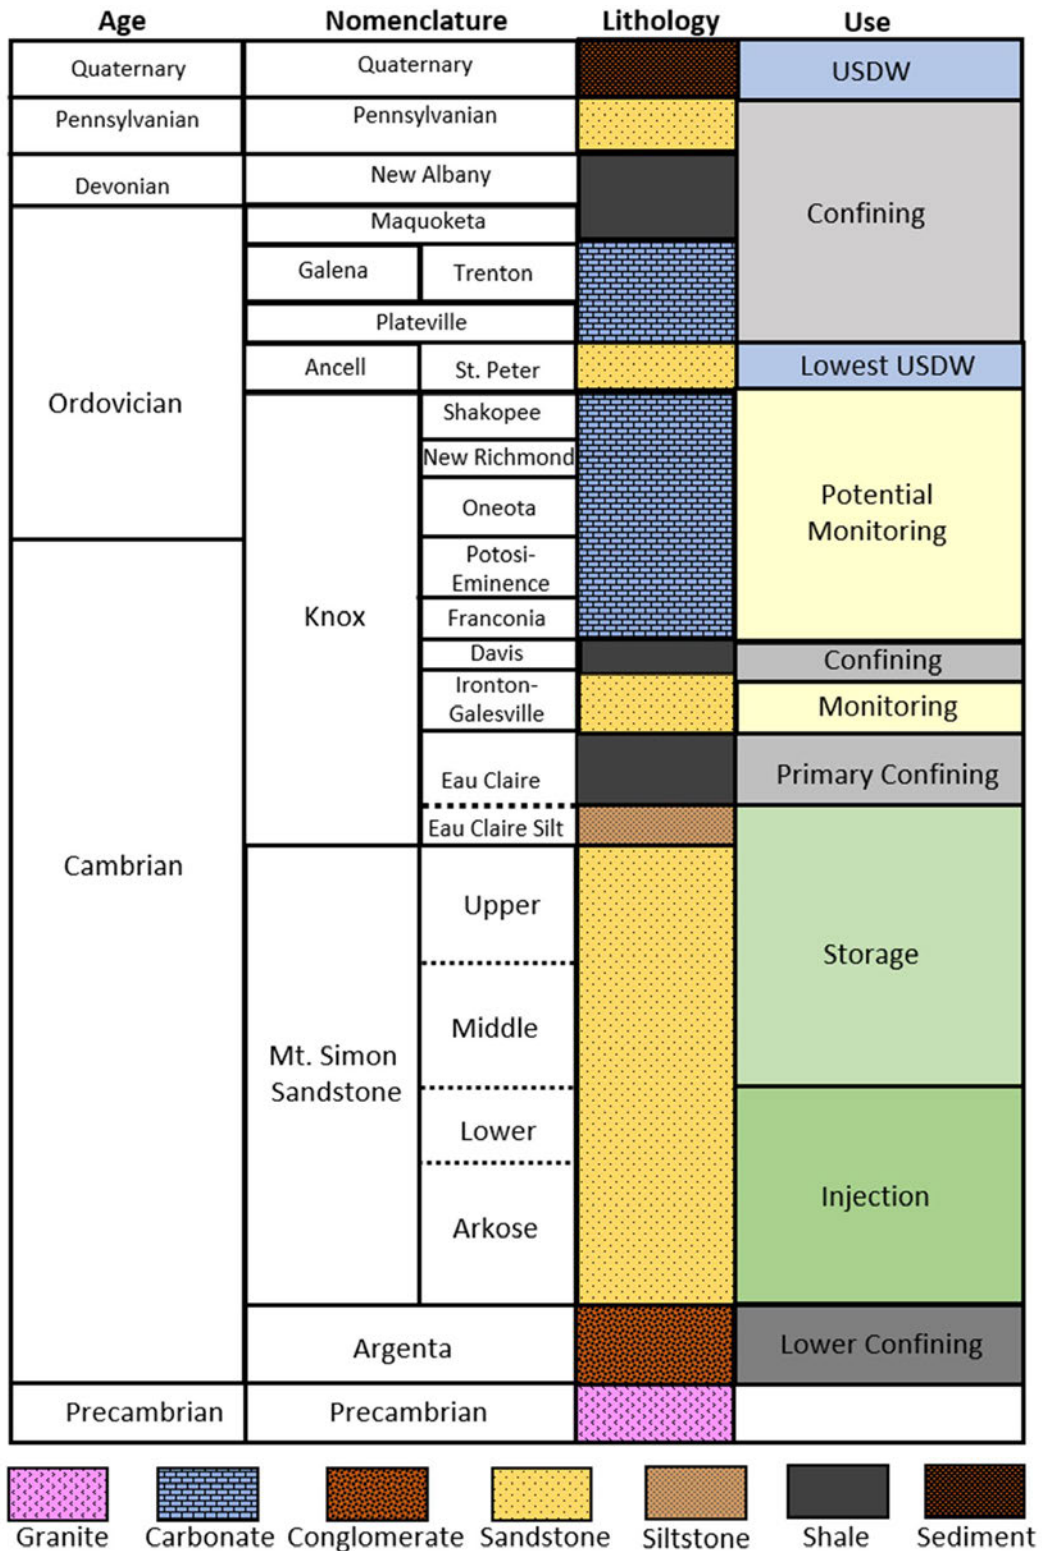 Age Nomenclature Lithology Use
Quaternary Quaternary USDW
Pennsylvanian Pennsylvanian
Devonian New Albany
Confining
Maquoketa
Galena Trenton
Plateville
Ordovician
Ancell St. Peter Lowest USDW
Shakopee
New Richmond
Oneota
Potential
Monitoring
Potosi-
Eminence
Knox
Franconia
Davis Confining
Ironton-
Galesville
Monitoring
Eau Claire Primary Confining
Eau Claire Silt
Cambrian
Upper
Storage
Middle
Mt. Simon
Sandstone
Lower
Injection
Arkose
Argenta Lower Confining
Precambrian Precambrian
Granite Carbonate Conglomerate Sandstone Siltstone Shale Sediment